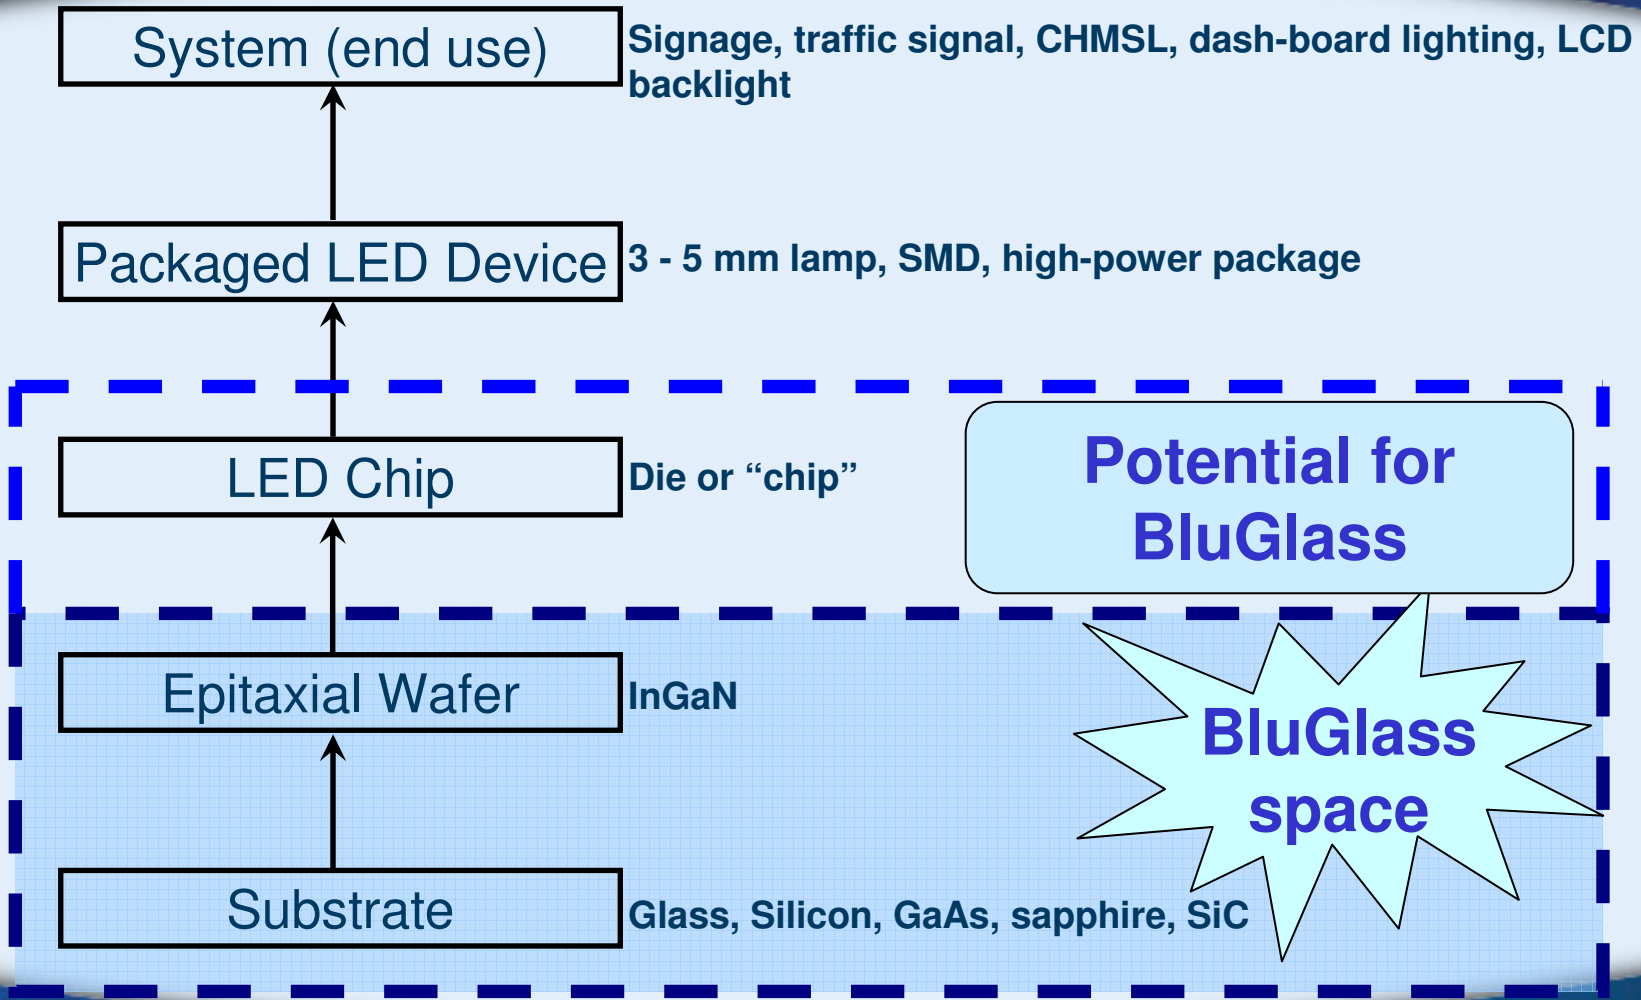 System (end use)
Signage, traffic signal, CHMSL, dash-board lighting, LCD
backlight
Packaged LED Device
3 - 5 mm lamp, SMD, high-power package
LED Chip
Die or “chip”
Potential for
BluGlass
Epitaxial Wafer
InGaN
BluGlass
space
Substrate
Glass, Silicon, GaAs, sapphire, SiC